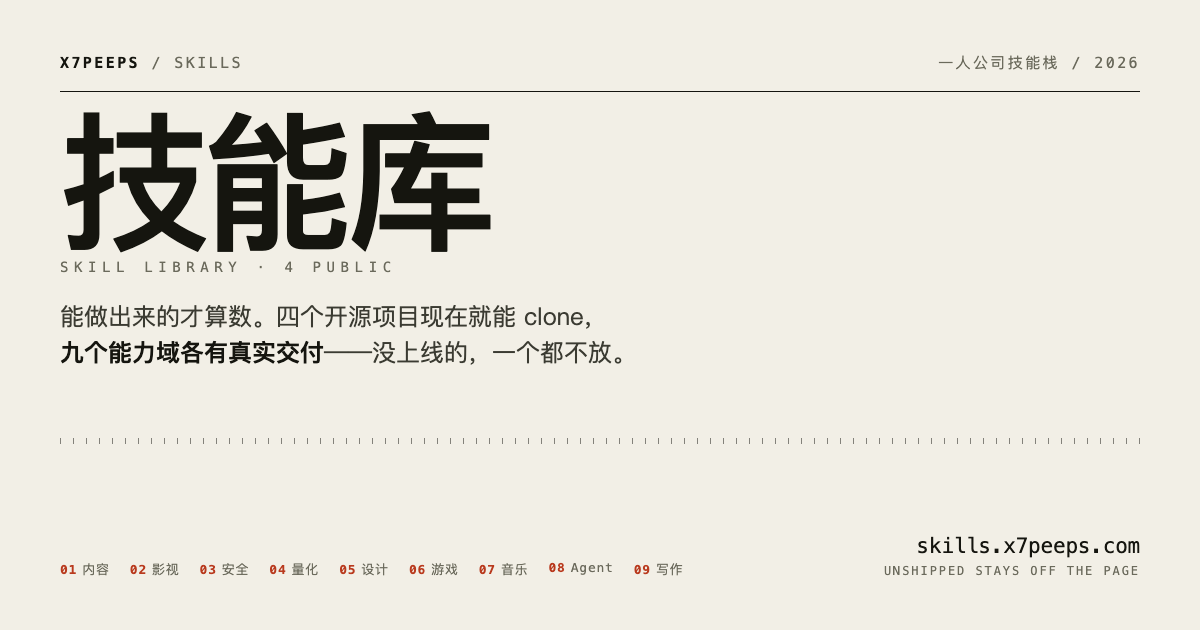 X7PEEPS / SKILLS
一人公司技能栈 / 2026
技能库
SKILL LIBRARY · 4 PUBLIC
能做出来的才算数。四个开源项目现在就能 clone，
九个能力域各有真实交付——没上线的，一个都不放。
skills.x7peeps.com
01 内容 02 影视 03 安全 04 量化 05 设计 06 游戏 07 音乐 08 Agent 09 写作
UNSHIPPED STAYS OFF THE PAGE